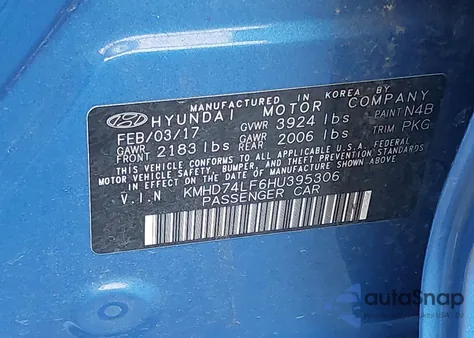 MANUFACTURED IN KOREA BY
HYUNDAI MOTOR COMPANY
FEB/03/17 GVWR 3924 lbs PAINT N4B
GAWR FRONT 2183 lbs GAWR REAR 2006 lbs TRIM PKG
THIS VEHICLE CONFORMS TO ALL APPLICABLE U.S.A. FEDERAL
MOTOR VEHICLE SAFETY, BUMPER, AND THEFT PREVENTION
STANDARDS IN EFFECT ON THE DATE OF MANUFACTURE
SHOWN ABOVE.
V.I.N KMHD74LF6HU395306
PASSENGER CAR
autoSnap